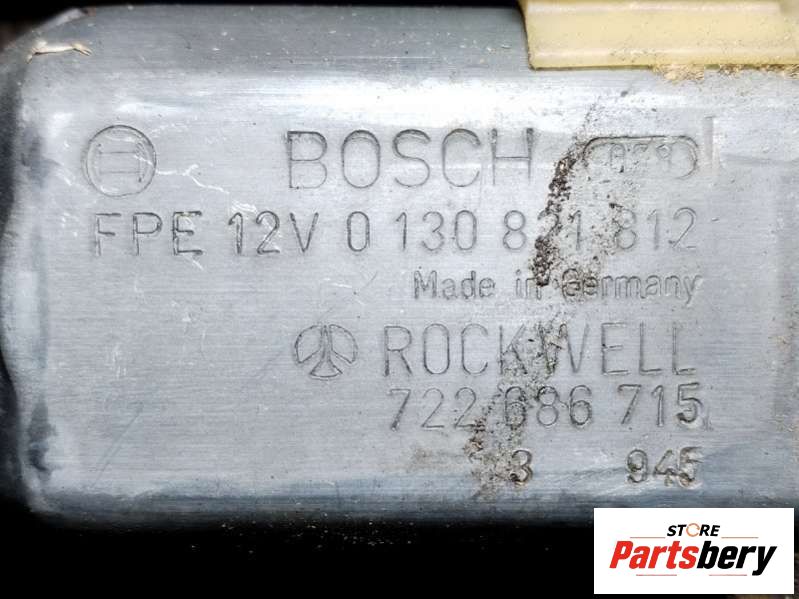 BOSCH
FPE 12V 0 130 821 812
Made in Germany
ROCKWELL
722 686 715
3 945
STORE
Partsbery